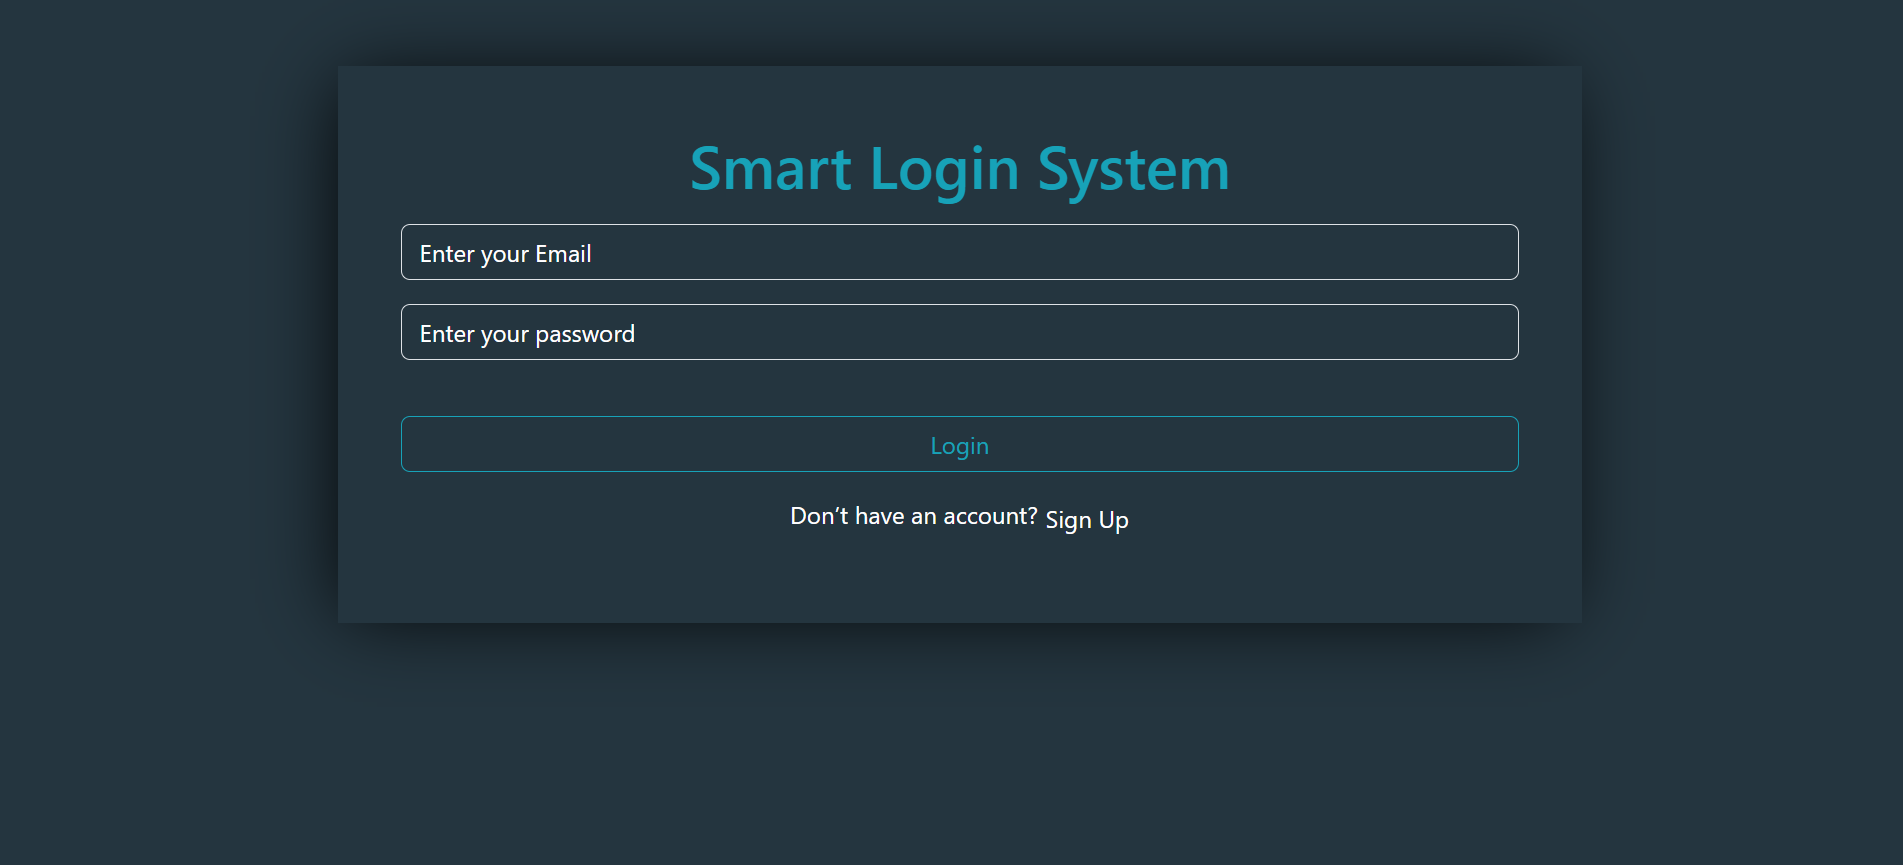 Smart Login System
Enter your Email
Enter your password
Login
Don’t have an account? Sign Up